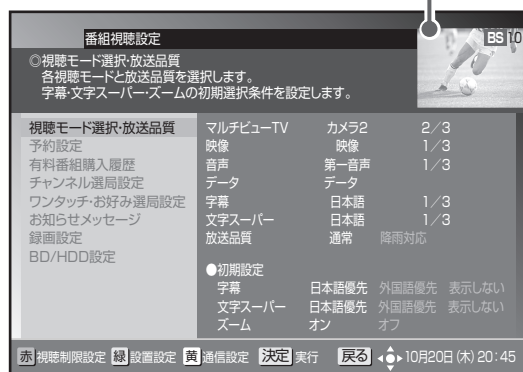 番組視聴設定
BS 10
◎視聴モード選択・放送品質
各視聴モードと放送品質を選択します。
字幕・文字スーパー・ズームの初期選択条件を設定します。
視聴モード選択・放送品質
予約設定
有料番組購入履歴
チャンネル選局設定
ワンタッチ・お好み選局設定
お知らせメッセージ
録画設定
BD/HDD設定
マルチビューTV カメラ2 2/3
映像 映像 1/3
音声 第一音声 1/3
データ データ
字幕 日本語 1/3
文字スーパー 日本語 1/3
放送品質 通常 降雨対応
●初期設定
字幕 日本語優先 外国語優先 表示しない
文字スーパー 日本語優先 外国語優先 表示しない
ズーム オン オフ
赤 視聴制限設定 緑 設置設定 黄 通信設定 決定 実行 戻る 10月20日(木)20:45